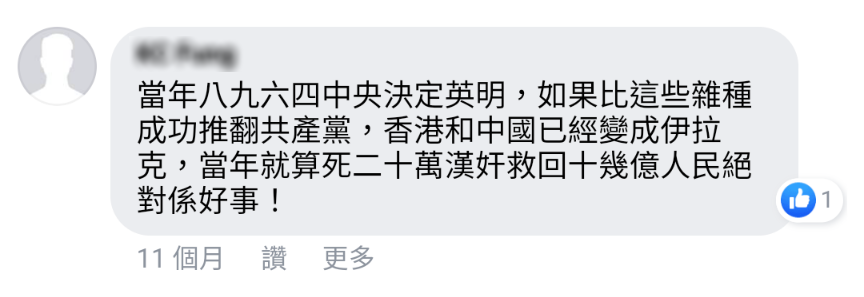 當年八九六四中央決定英明，如果比這些雜種
成功推翻共產黨，香港和中國已經變成伊拉
克，當年就算死二十萬漢奸救回十幾億人民絕
對係好事！
1
11 個月 讚 更多